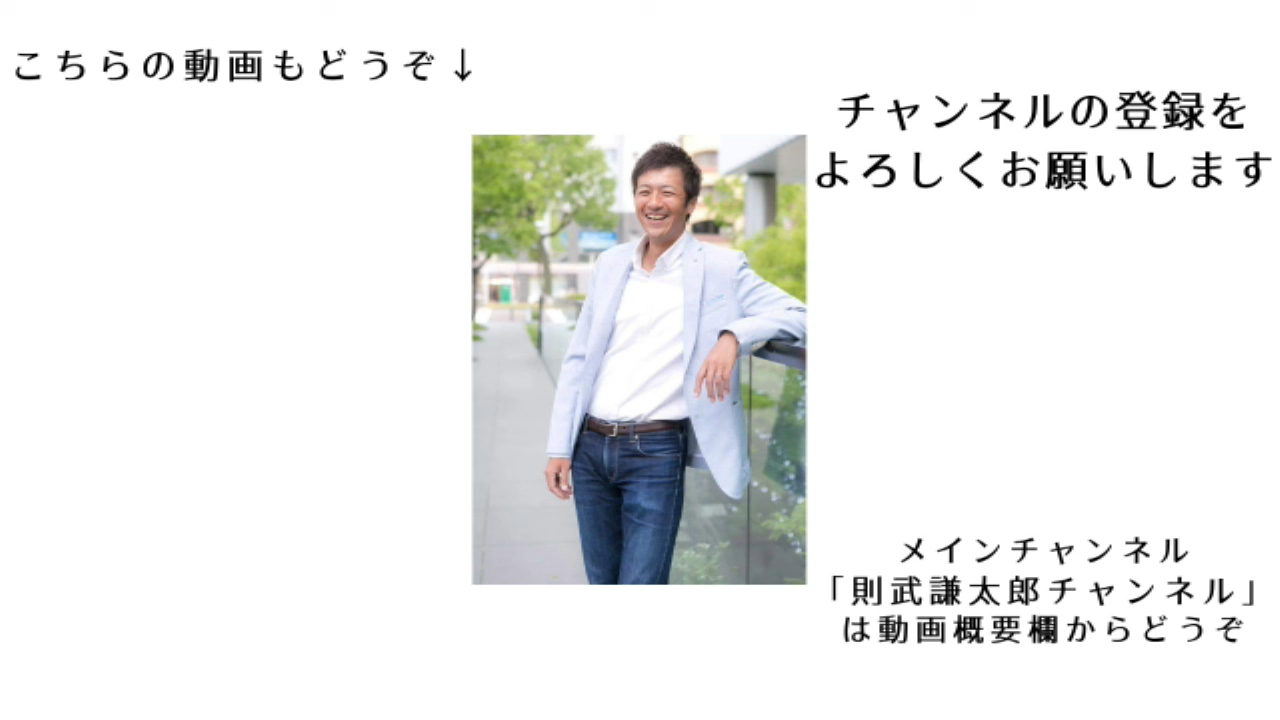 こちらの動画もどうぞ↓
チャンネルの登録を
よろしくお願いします
メインチャンネル
「則武謙太郎チャンネル」
は動画概要欄からどうぞ